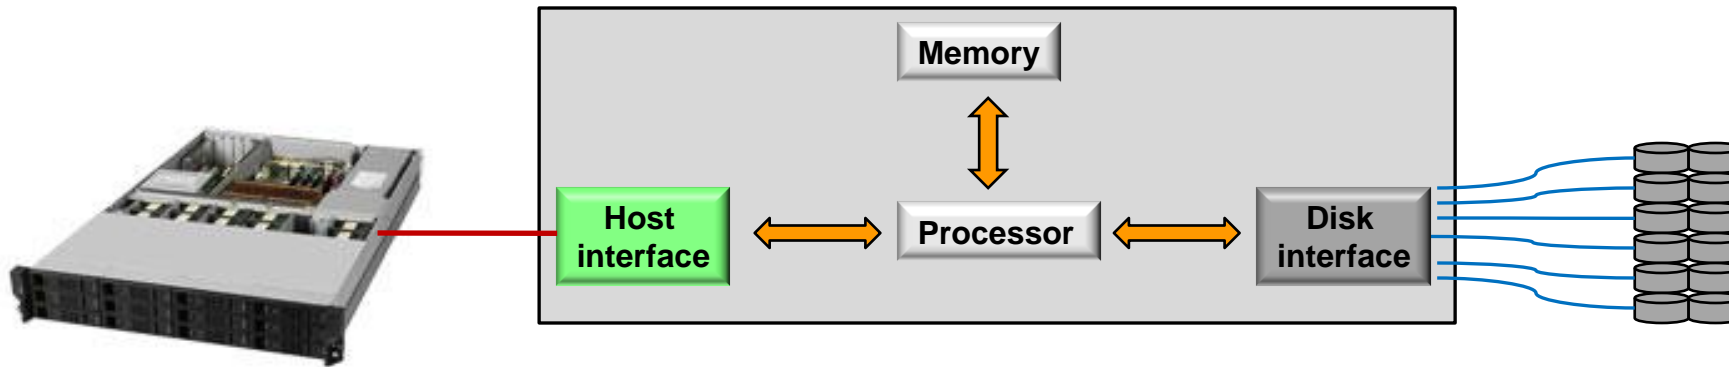 Memory
Host
interface
Processor
Disk
interface